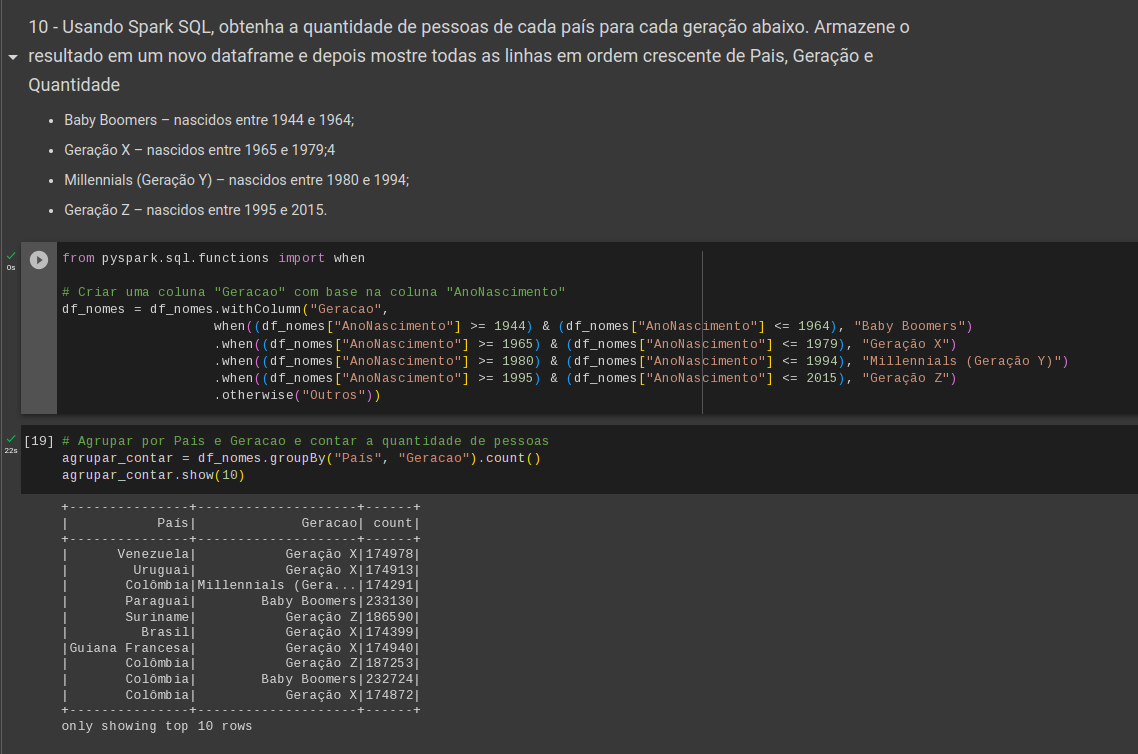 10 - Usando Spark SQL, obtenha a quantidade de pessoas de cada país para cada geração abaixo. Armazene o
resultado em um novo dataframe e depois mostre todas as linhas em ordem crescente de Pais, Geração e
Quantidade
• Baby Boomers – nascidos entre 1944 e 1964;
• Geração X – nascidos entre 1965 e 1979;4
• Millennials (Geração Y) – nascidos entre 1980 e 1994;
• Geração Z – nascidos entre 1995 e 2015.
0s
from pyspark.sql.functions import when
# Criar uma coluna "Geracao" com base na coluna "AnoNascimento"
df_nomes = df_nomes.withColumn("Geracao",
                   when((df_nomes["AnoNascimento"] >= 1944) & (df_nomes["AnoNascimento"] <= 1964), "Baby Boomers")
                   .when((df_nomes["AnoNascimento"] >= 1965) & (df_nomes["AnoNascimento"] <= 1979), "Geração X")
                   .when((df_nomes["AnoNascimento"] >= 1980) & (df_nomes["AnoNascimento"] <= 1994), "Millennials (Geração Y)")
                   .when((df_nomes["AnoNascimento"] >= 1995) & (df_nomes["AnoNascimento"] <= 2015), "Geração Z")
                   .otherwise("Outros"))
22s
[19] # Agrupar por Pais e Geracao e contar a quantidade de pessoas
agrupar_contar = df_nomes.groupBy("País", "Geracao").count()
agrupar_contar.show(10)
+---------------+--------------------+------+
|           País|             Geracao| count|
+---------------+--------------------+------+
|      Venezuela|           Geração X|174978|
|        Uruguai|           Geração X|174913|
|       Colômbia|Millennials (Gera...|174291|
|       Paraguai|        Baby Boomers|233130|
|       Suriname|           Geração Z|186590|
|         Brasil|           Geração X|174399|
|Guiana Francesa|           Geração X|174940|
|       Colômbia|           Geração Z|187253|
|       Colômbia|        Baby Boomers|232724|
|       Colômbia|           Geração X|174872|
+---------------+--------------------+------+
only showing top 10 rows